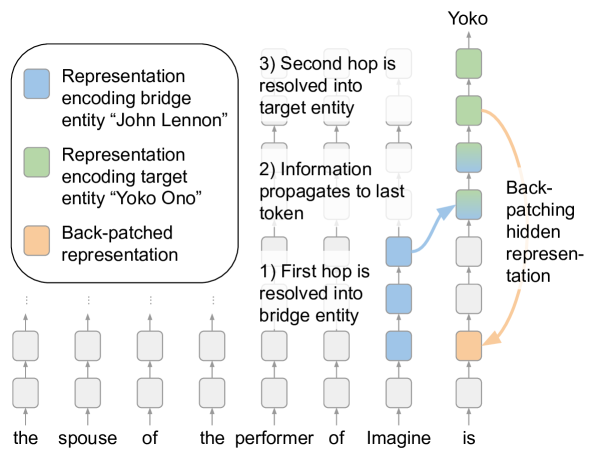 Yoko
Representation
encoding bridge
entity “John Lennon”
Representation
encoding target
entity “Yoko Ono”
Back-patched
representation
3) Second hop is
resolved into
target entity
2) Information
propagates to last
token
1) First hop is
resolved into
bridge entity
Back-
patching
hidden
represen-
tation
the spouse of the performer of Imagine is